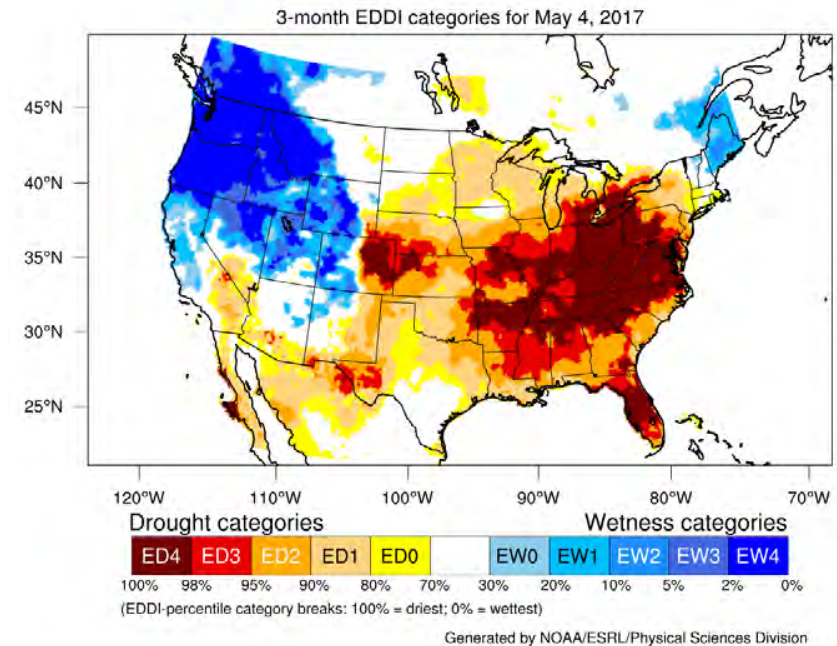 3-month EDDI categories for May 4, 2017
45°N
40°N
35°N
30°N
25°N
120°W 110°W 100°W 90°W 80°W 70°W
Drought categories Wetness categories
ED4 ED3 ED2 ED1 ED0 EW0 EW1 EW2 EW3 EW4
100% 98% 95% 90% 80% 70% 30% 20% 10% 5% 2% 0%
(EDDI-percentile category breaks: 100% = driest; 0% = wettest)
Generated by NOAA/ESRL/Physical Sciences Division